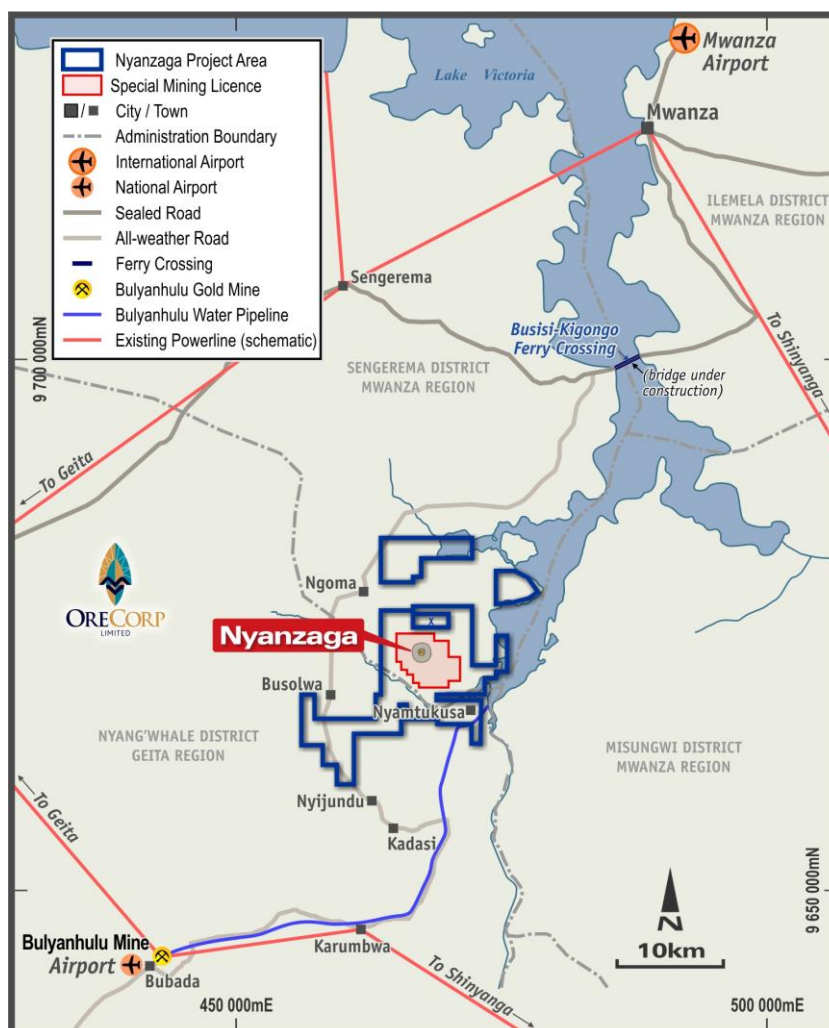 Nyanzaga Project Area
Special Mining Licence
City / Town
Administration Boundary
International Airport
National Airport
Sealed Road
All-weather Road
Ferry Crossing
Bulyanhulu Gold Mine
Bulyanhulu Water Pipeline
Existing Powerline (schematic)
Lake Victoria
Mwanza
Airport
Mwanza
ILEMELA DISTRICT
MWANZA REGION
Sengerema
To Shinyanga
Busisi-Kigongo
Ferry Crossing
(bridge under
construction)
SENGEREMA DISTRICT
MWANZA REGION
9 700 000mN
To Geita
ORECORP
LIMITED
Ngoma
Nyanzaga
Busolwa
Nyamtukusa
NYANG'WHALE DISTRICT
GEITA REGION
MISUNGWI DISTRICT
MWANZA REGION
To Geita
Nyijundu
Kadasi
9 650 000mN
N
10km
Bulyanhulu Mine
Airport
Bubada
Karumbwa
To Shinyanga
450 000mE
500 000mE